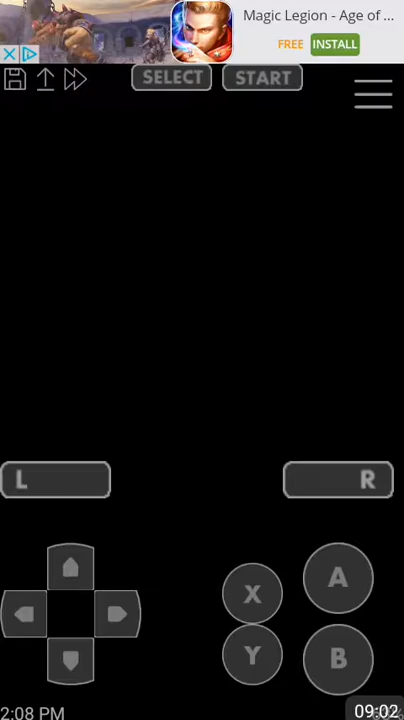 Magic Legion - Age of ...
FREE INSTALL
SELECT START
L R
X A
Y B
2:08 PM 09:02